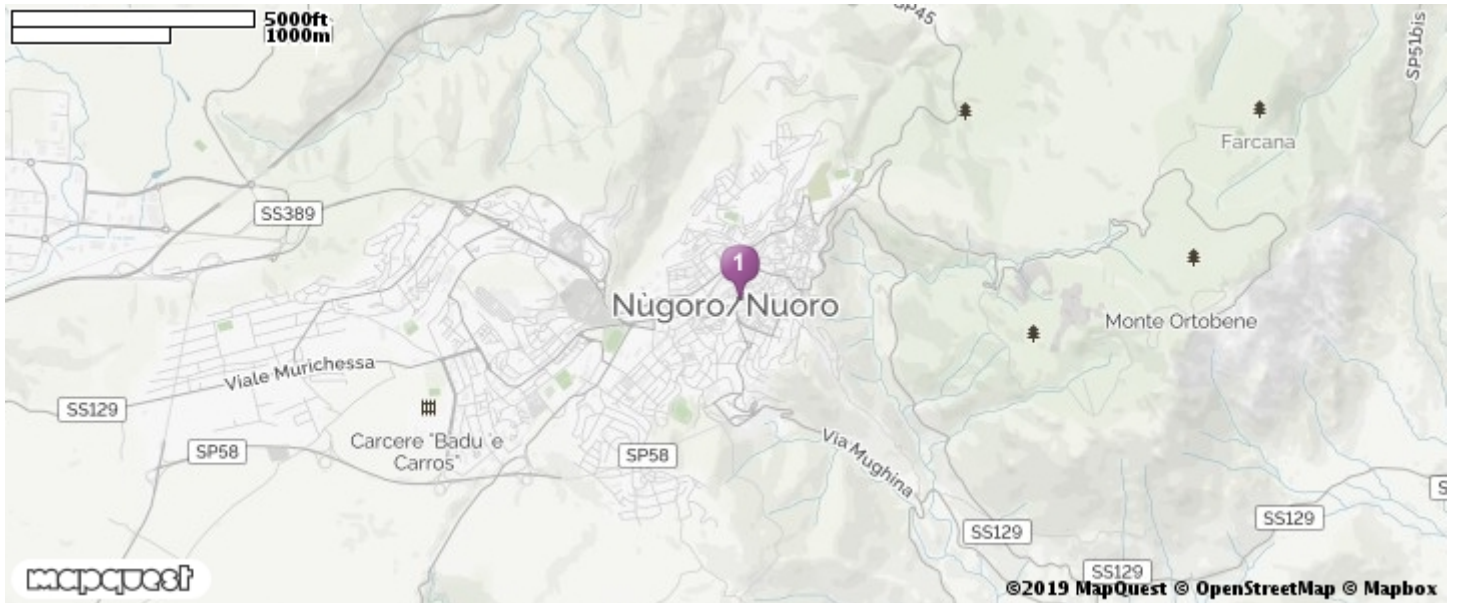 5000ft
1000m
SP45
SP51bis
Farcana
SS389
1
Nùgoro/Nuoro
Monte Ortobene
Viale Murichessa
SS129
Carcere "Badu 'e
Carros"
SP58
SP58
Via Mughina
SS129
SS129
SS129
mapquest
©2019 MapQuest © OpenStreetMap © Mapbox